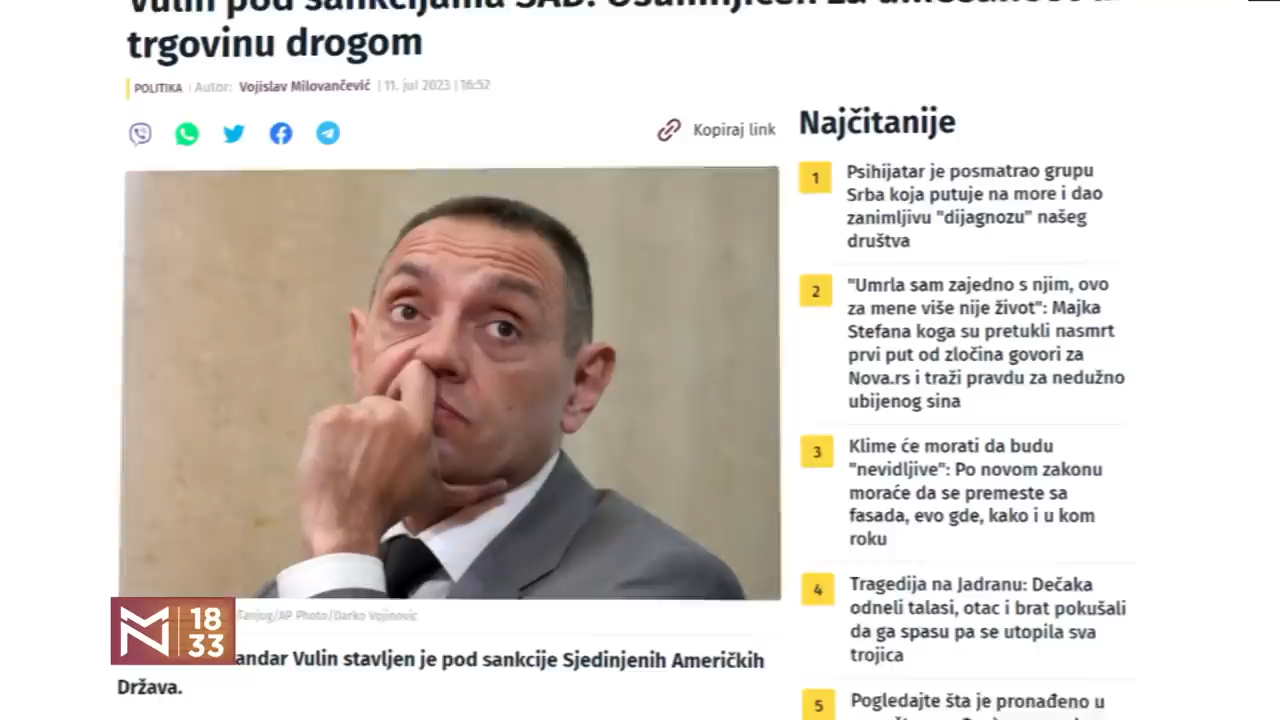 trgovinu drogom
POLITIKA | Autor: Vojislav Milovančević | 11. jul 2023 | 16:52
Kopiraj link
Najčitanije
1
Psihijatar je posmatrao grupu
Srba koja putuje na more i dao
zanimljivu "dijagnozu" našeg
društva
2
"Umrla sam zajedno s njim, ovo
za mene više nije život": Majka
Stefana koga su pretukli nasmrt
prvi put od zločina govori za
Nova.rs i traži pravdu za nedužno
ubijenog sina
3
Klime će morati da budu
"nevidljive": Po novom zakonu
moraće da se premeste sa
fasada, evo gde, kako i u kom
roku
4
Tragedija na Jadranu: Dečaka
odneli talasi, otac i brat pokušali
da ga spasu pa se utopila sva
trojica
5
Pogledajte šta je pronađeno u
Tanjug/AP Photo/Darko Vojinovic
18
33
andar Vulin stavljen je pod sankcije Sjedinjenih Američkih
Država.